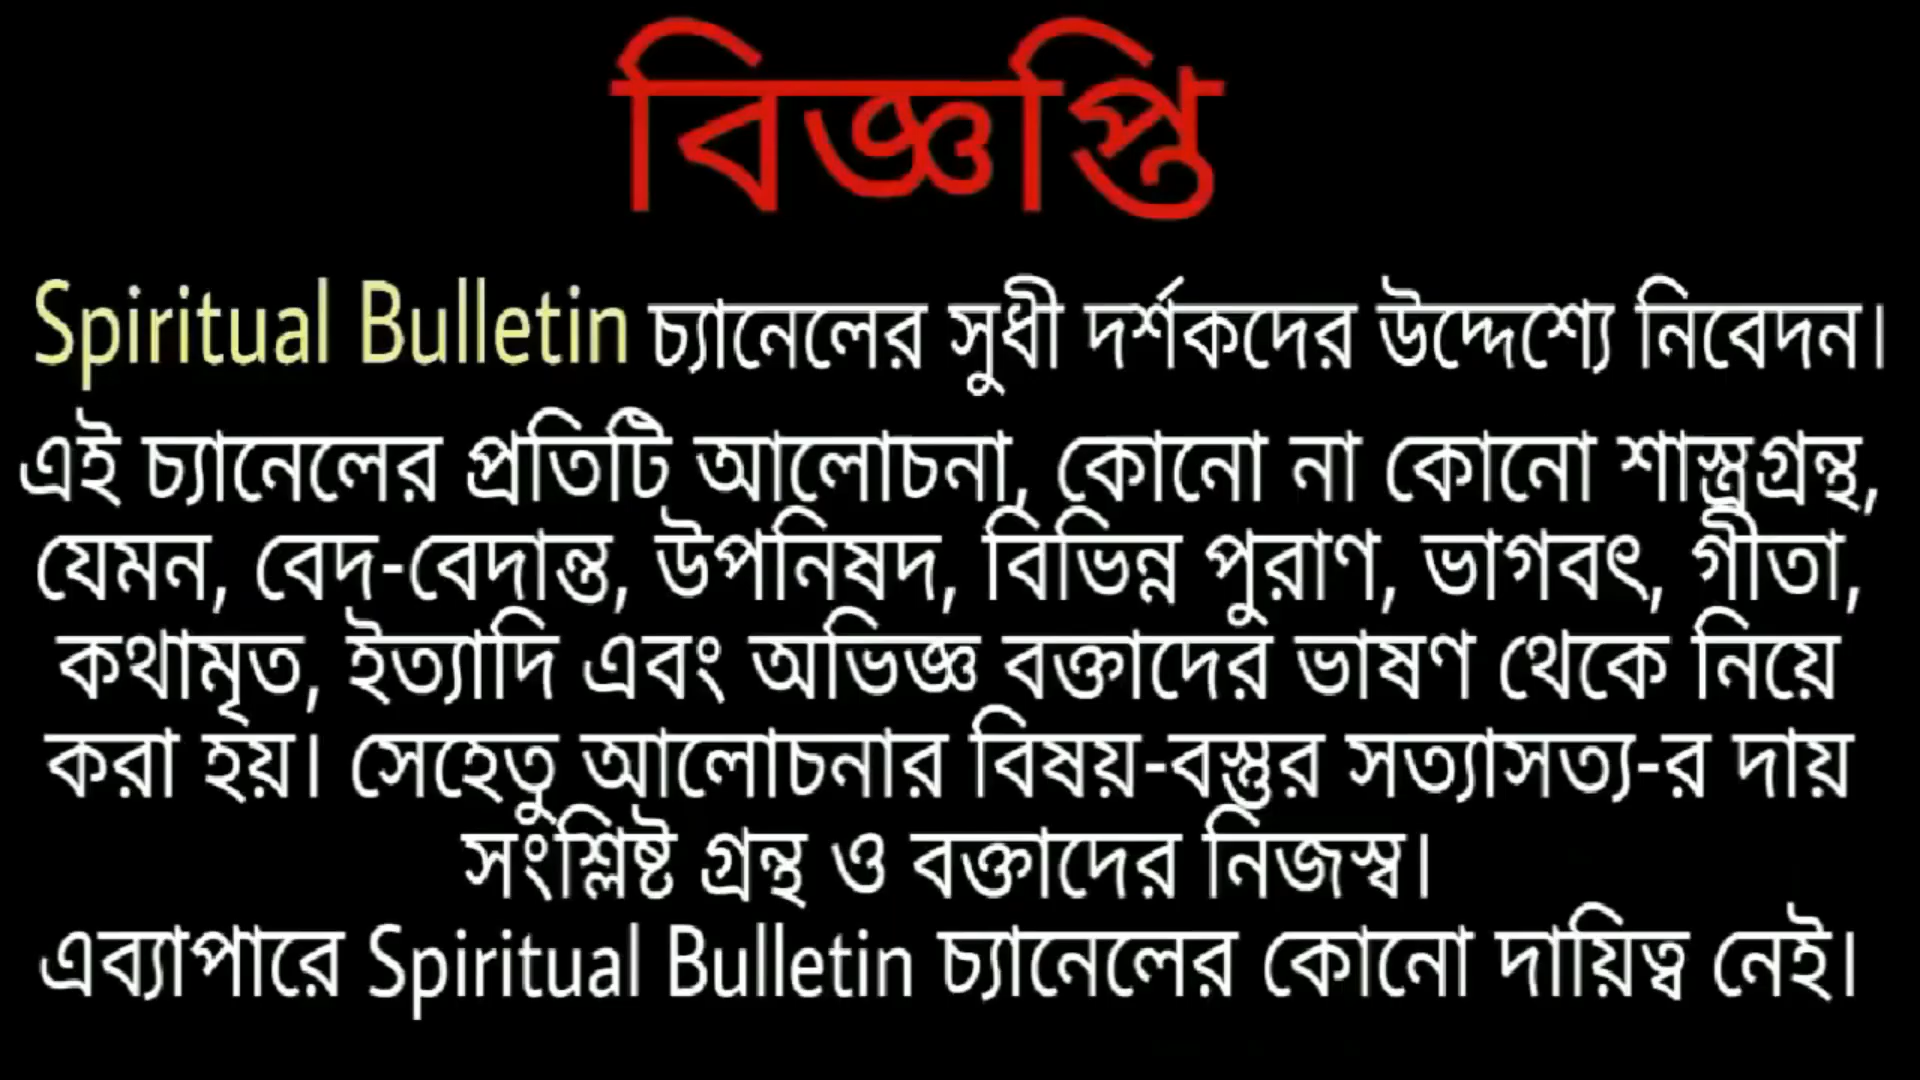 বিজ্ঞপ্তি
Spiritual Bulletin চ্যানেলের সুধী দর্শকদের উদ্দেশ্যে নিবেদন।
এই চ্যানেলের প্রতিটি আলোচনা, কোনো না কোনো শাস্ত্রগ্রন্থ,
যেমন, বেদ-বেদান্ত, উপনিষদ, বিভিন্ন পুরাণ, ভাগবৎ, গীতা,
কথামৃত, ইত্যাদি এবং অভিজ্ঞ বক্তাদের ভাষণ থেকে নিয়ে
করা হয়। সেহেতু আলোচনার বিষয়-বস্তুর সত্যাসত্য-র দায়
সংশ্লিষ্ট গ্রন্থ ও বক্তাদের নিজস্ব।
এব্যাপারে Spiritual Bulletin চ্যানেলের কোনো দায়িত্ব নেই।